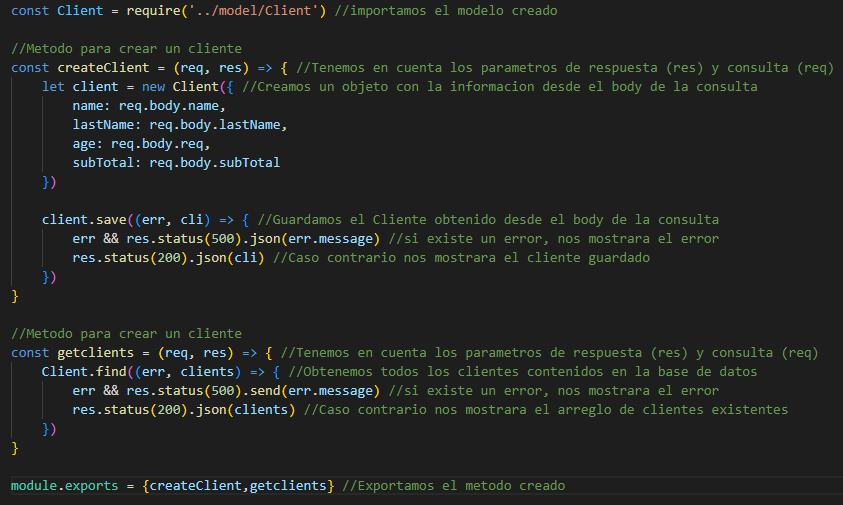 const Client = require('../model/Client') //importamos el modelo creado
//Metodo para crear un cliente
const createClient = (req, res) => { //Tenemos en cuenta los parametros de respuesta (res) y consulta (req)
let client = new Client({ //Creamos un objeto con la informacion desde el body de la consulta
name: req.body.name,
lastName: req.body.lastName,
age: req.body.req,
subTotal: req.body.subTotal
})
client.save((err, cli) => { //Guardamos el Cliente obtenido desde el body de la consulta
err && res.status(500).json(err.message) //si existe un error, nos mostrara el error
res.status(200).json(cli) //Caso contrario nos mostrara el cliente guardado
})
}
//Metodo para crear un cliente
const getclients = (req, res) => { //Tenemos en cuenta los parametros de respuesta (res) y consulta (req)
Client.find((err, clients) => { //Obtenemos todos los clientes contenidos en la base de datos
err && res.status(500).send(err.message) //si existe un error, nos mostrara el error
res.status(200).json(clients) //Caso contrario nos mostrara el arreglo de clientes existentes
})
}
module.exports = {createClient,getclients} //Exportamos el metodo creado